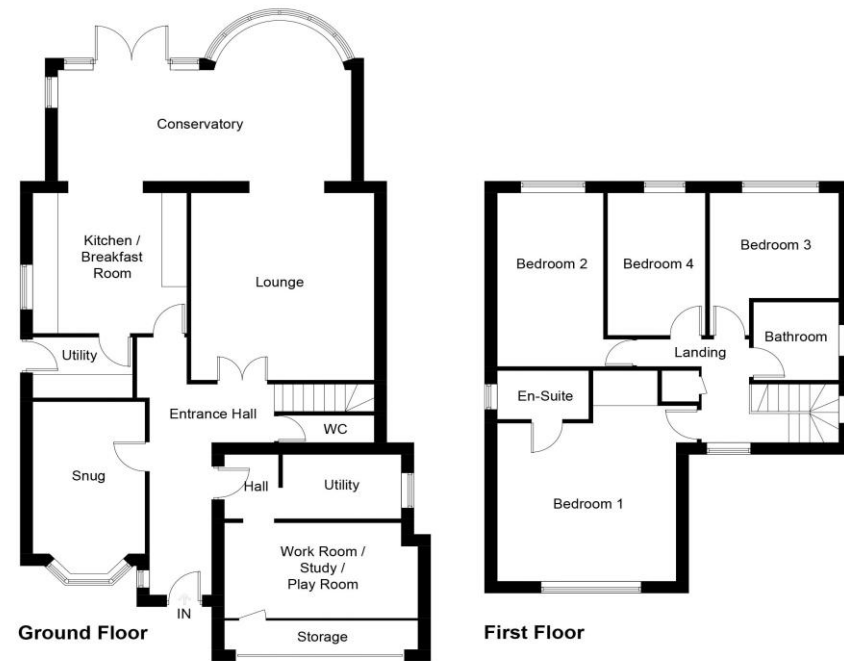 Conservatory
Kitchen /
Breakfast
Room
Lounge
Utility
Entrance Hall
WC
Snug
Hall
Utility
Work Room /
Study /
Play Room
IN
Storage
Ground Floor
Bedroom 2
Bedroom 4
Bedroom 3
Bathroom
Landing
En-Suite
Bedroom 1
First Floor